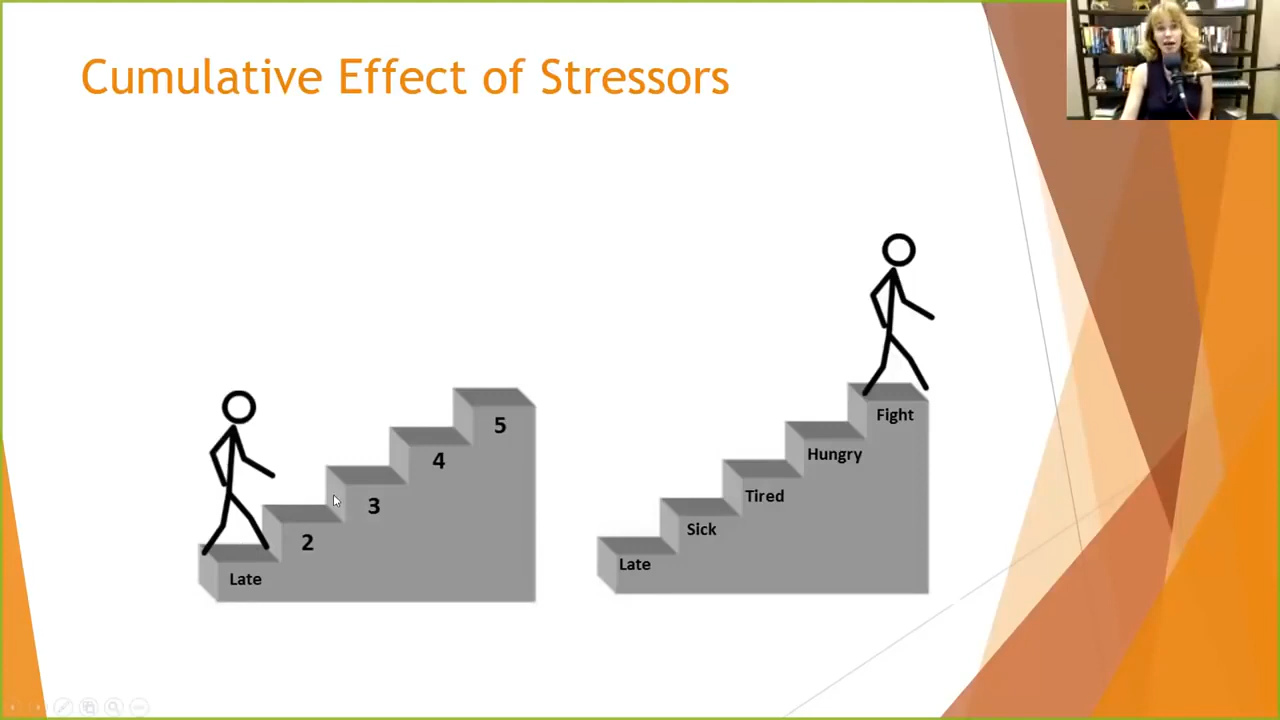 Cumulative Effect of Stressors
Late
2
3
4
5
Late
Sick
Tired
Hungry
Fight